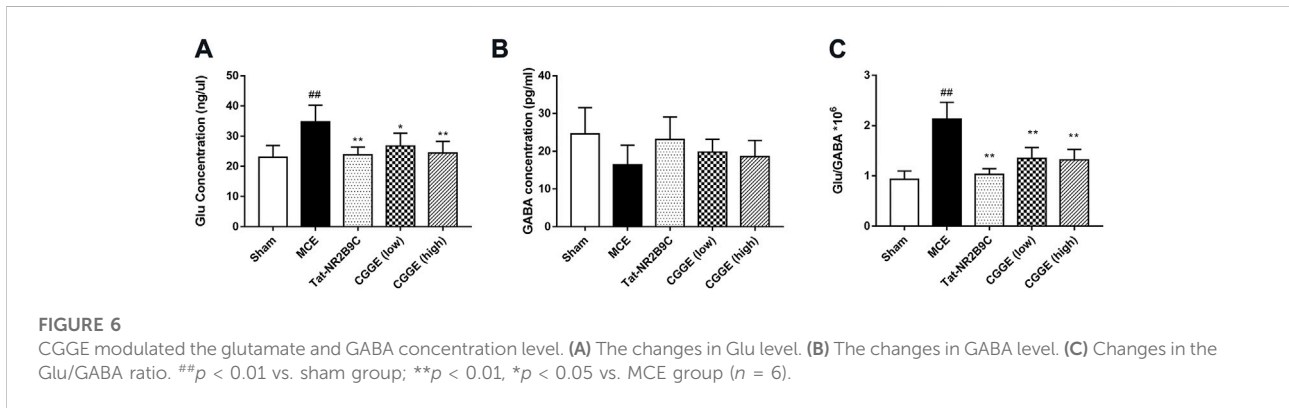 A
B
C
Glu Concentration (ng/ul)
50
40
30
20
10
0
##
**
*
**
Sham
MCE
Tat-NR2B9C
CGGE (low)
CGGE (high)
GABA concentration (pg/ml)
40
30
20
10
0
Sham
MCE
Tat-NR2B9C
CGGE (low)
CGGE (high)
Glu/GABA *10⁶
3
2
1
0
##
**
**
**
Sham
MCE
Tat-NR2B9C
CGGE (low)
CGGE (high)
FIGURE 6
CGGE modulated the glutamate and GABA concentration level. (A) The changes in Glu level. (B) The changes in GABA level. (C) Changes in the
Glu/GABA ratio. ##p < 0.01 vs. sham group; **p < 0.01, *p < 0.05 vs. MCE group (n = 6).